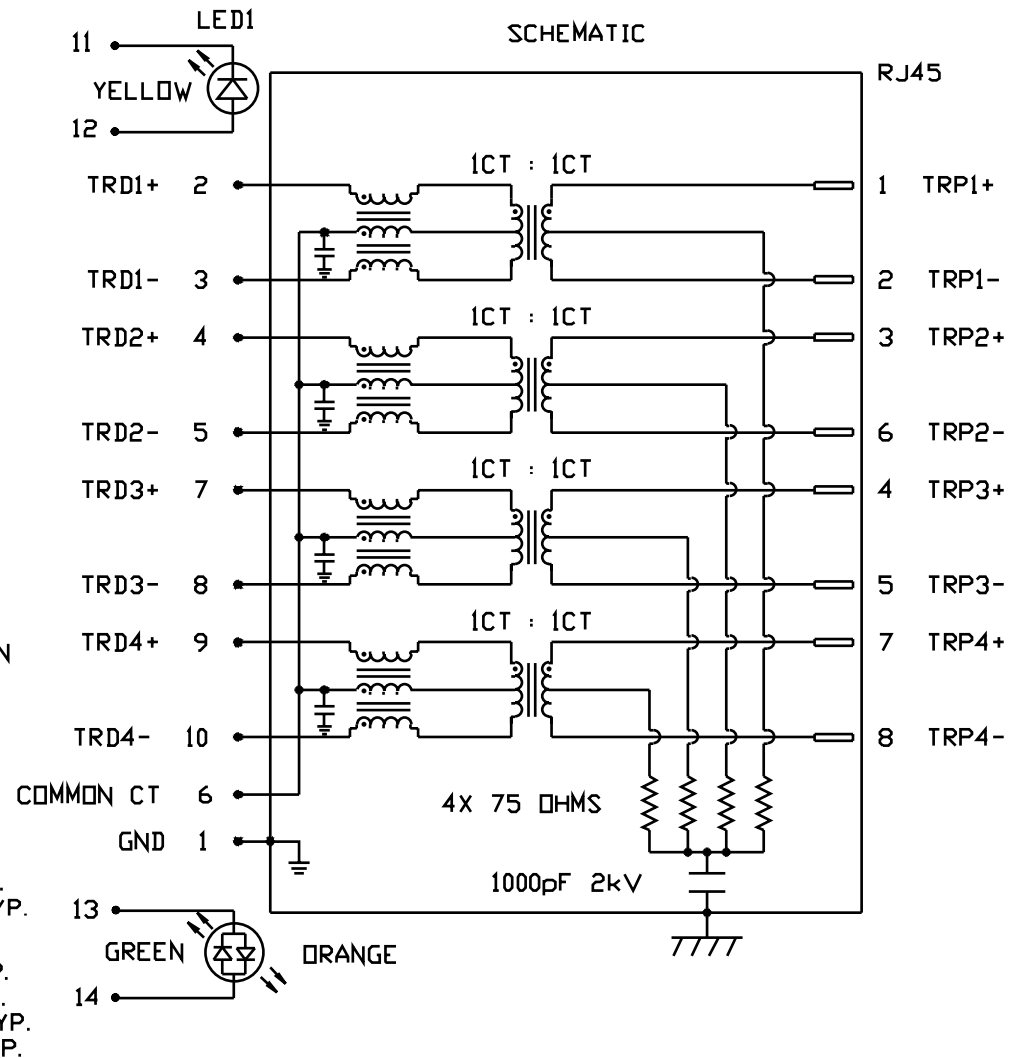 LED1
SCHEMATIC
11
RJ45
YELLOW
12
1CT : 1CT
TRD1+ 2
1 TRP1+
TRD1- 3
2 TRP1-
1CT : 1CT
TRD2+ 4
3 TRP2+
TRD2- 5
6 TRP2-
1CT : 1CT
TRD3+ 7
4 TRP3+
TRD3- 8
5 TRP3-
1CT : 1CT
TRD4+ 9
7 TRP4+
N
TRD4- 10
8 TRP4-
COMMON CT 6
4X 75 OHMS
GND 1
1000pF 2kV
YP.
13
GREEN
ORANGE
P.
14
YP.
P.